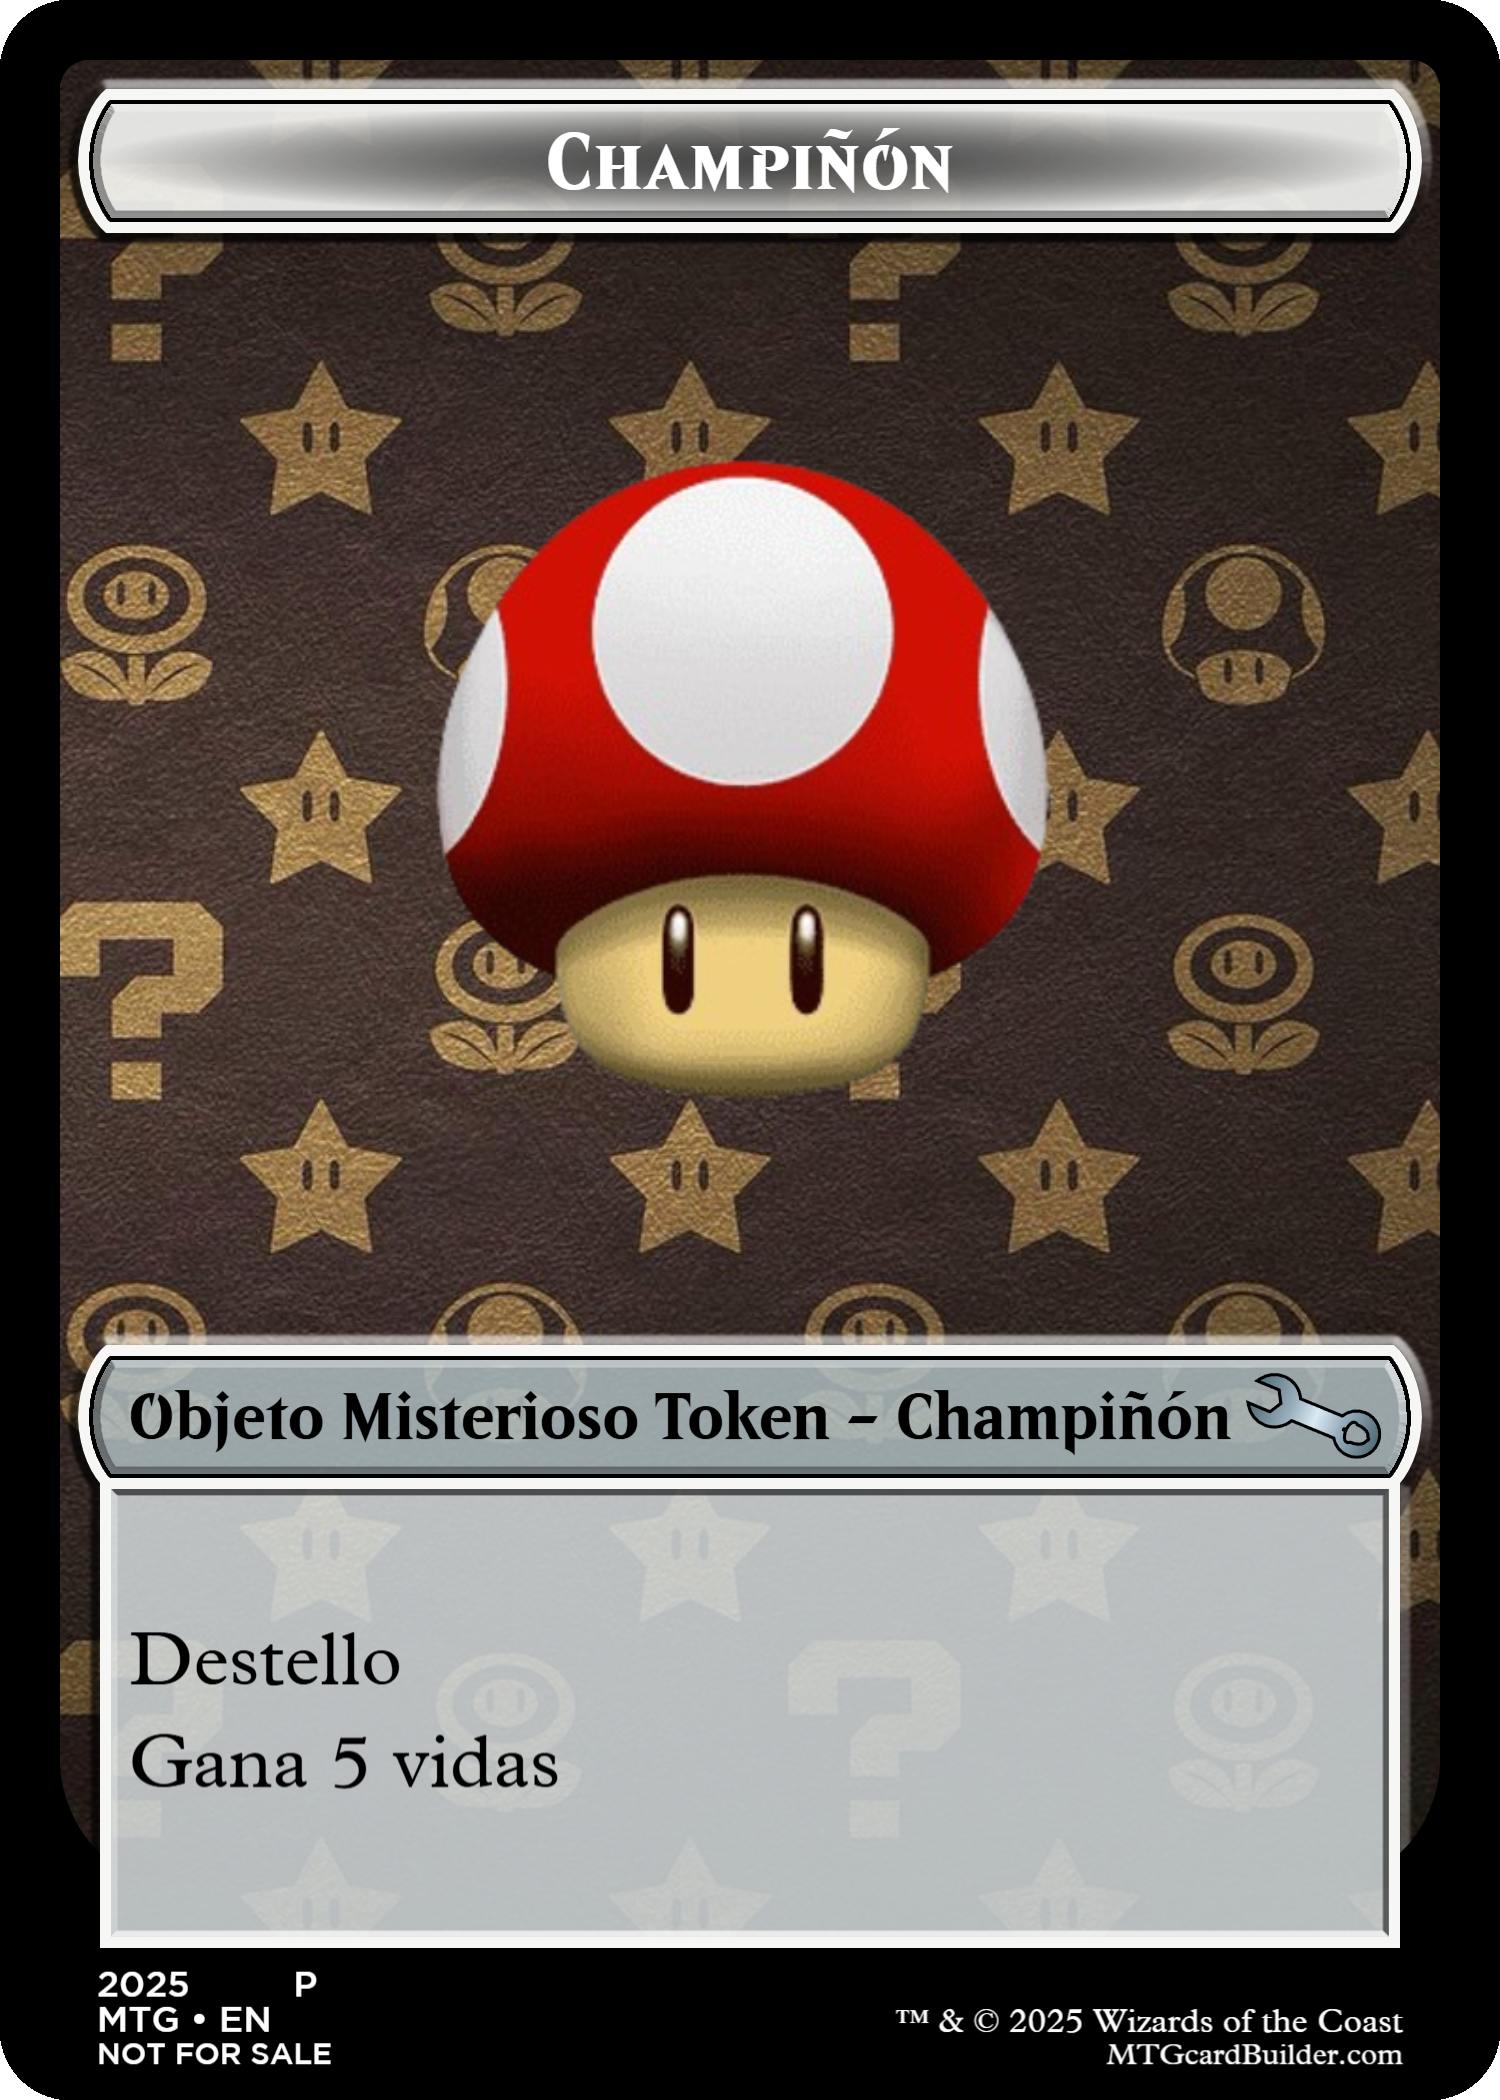 Champiñón
Objeto Misterioso Token – Champiñón
Destello
Gana 5 vidas
2025 P
MTG • EN
NOT FOR SALE
™ & © 2025 Wizards of the Coast
MTGcardBuilder.com